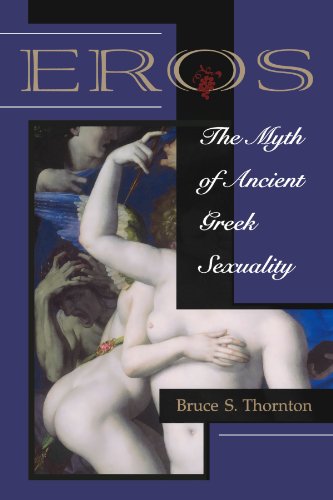 EROS
The Myth
of Ancient
Greek
Sexuality
Bruce S. Thornton